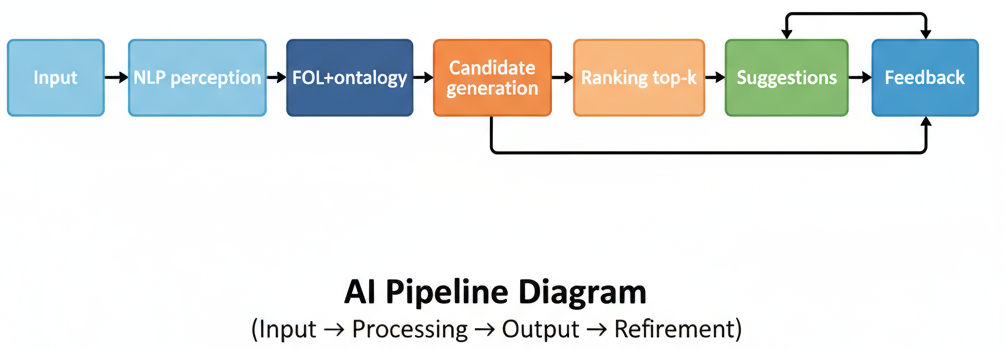 Input
NLP perception
FOL+ontalogy
Candidate
generation
Ranking top-k
Suggestions
Feedback
AI Pipeline Diagram
(Input → Processing → Output → Refirement)